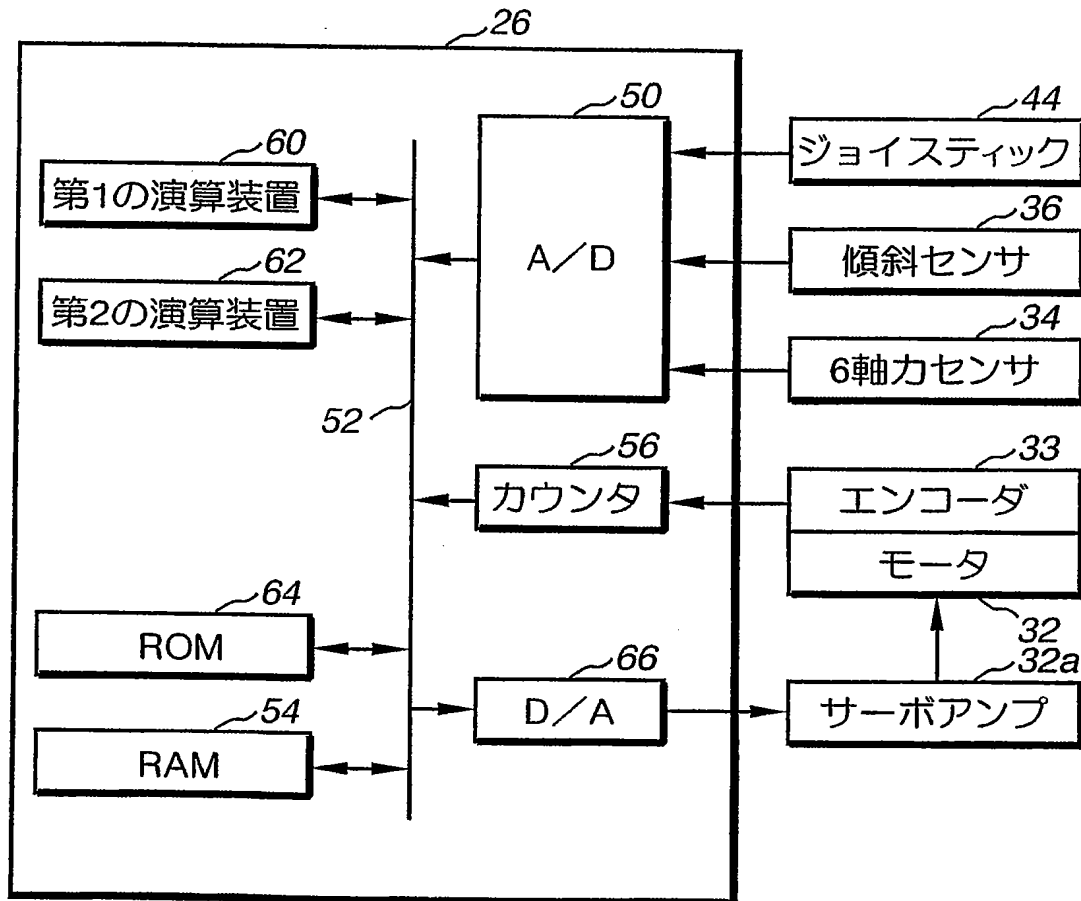 26
50
44
60
ジョイスティック
第1の演算装置
36
62
A/D
傾斜センサ
第2の演算装置
34
6軸力センサ
52
56
33
カウンタ
エンコーダ
モータ
64
32
ROM
66
32a
54
D/A
サーボアンプ
RAM